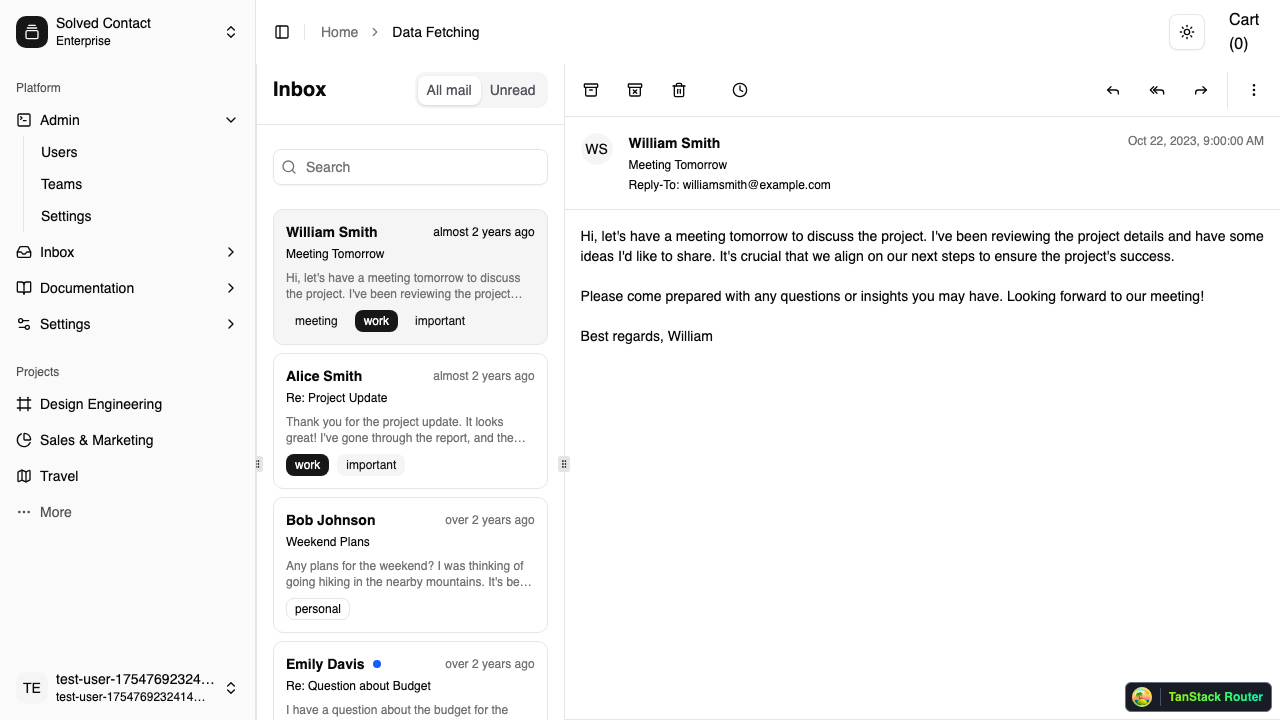 Solved Contact
Enterprise
Platform
Admin
Users
Teams
Settings
Inbox
Documentation
Settings
Projects
Design Engineering
Sales & Marketing
Travel
More
TE
test-user-17547692324…
test-user-1754769232414…
Home
Data Fetching
Cart
(0)
Inbox
All mail
Unread
Search
William Smith
almost 2 years ago
Meeting Tomorrow
Hi, let's have a meeting tomorrow to discuss
the project. I've been reviewing the project…
meeting work important
Alice Smith
almost 2 years ago
Re: Project Update
Thank you for the project update. It looks
great! I've gone through the report, and the…
work important
Bob Johnson
over 2 years ago
Weekend Plans
Any plans for the weekend? I was thinking of
going hiking in the nearby mountains. It's be…
personal
Emily Davis
over 2 years ago
Re: Question about Budget
I have a question about the budget for the
WS
William Smith
Oct 22, 2023, 9:00:00 AM
Meeting Tomorrow
Reply-To: williamsmith@example.com
Hi, let's have a meeting tomorrow to discuss the project. I've been reviewing the project details and have some
ideas I'd like to share. It's crucial that we align on our next steps to ensure the project's success.
Please come prepared with any questions or insights you may have. Looking forward to our meeting!
Best regards, William
TanStack Router